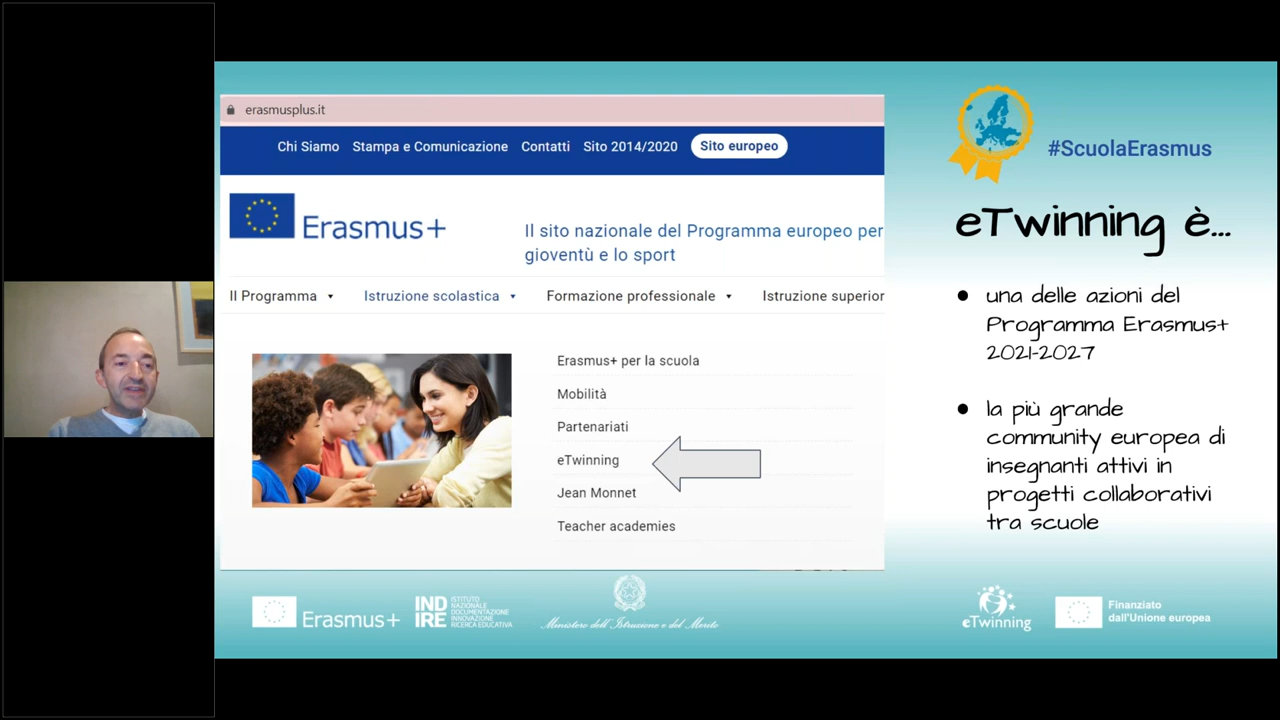 erasmusplus.it
Chi Siamo Stampa e Comunicazione Contatti Sito 2014/2020 Sito europeo
Erasmus+
Il sito nazionale del Programma europeo per
gioventù e lo sport
Il Programma Istruzione scolastica Formazione professionale Istruzione superior
Erasmus+ per la scuola
Mobilità
Partenariati
eTwinning
Jean Monnet
Teacher academies
#ScuolaErasmus
eTwinning è...
● una delle azioni del
Programma Erasmus+
2021-2027
● la più grande
community europea di
insegnanti attivi in
progetti collaborativi
tra scuole
Erasmus+
INDIRE
ISTITUTO
NAZIONALE
DOCUMENTAZIONE
INNOVAZIONE
RICERCA EDUCATIVA
Ministero dell'Istruzione e del Merito
eTwinning
Finanziato
dall'Unione europea